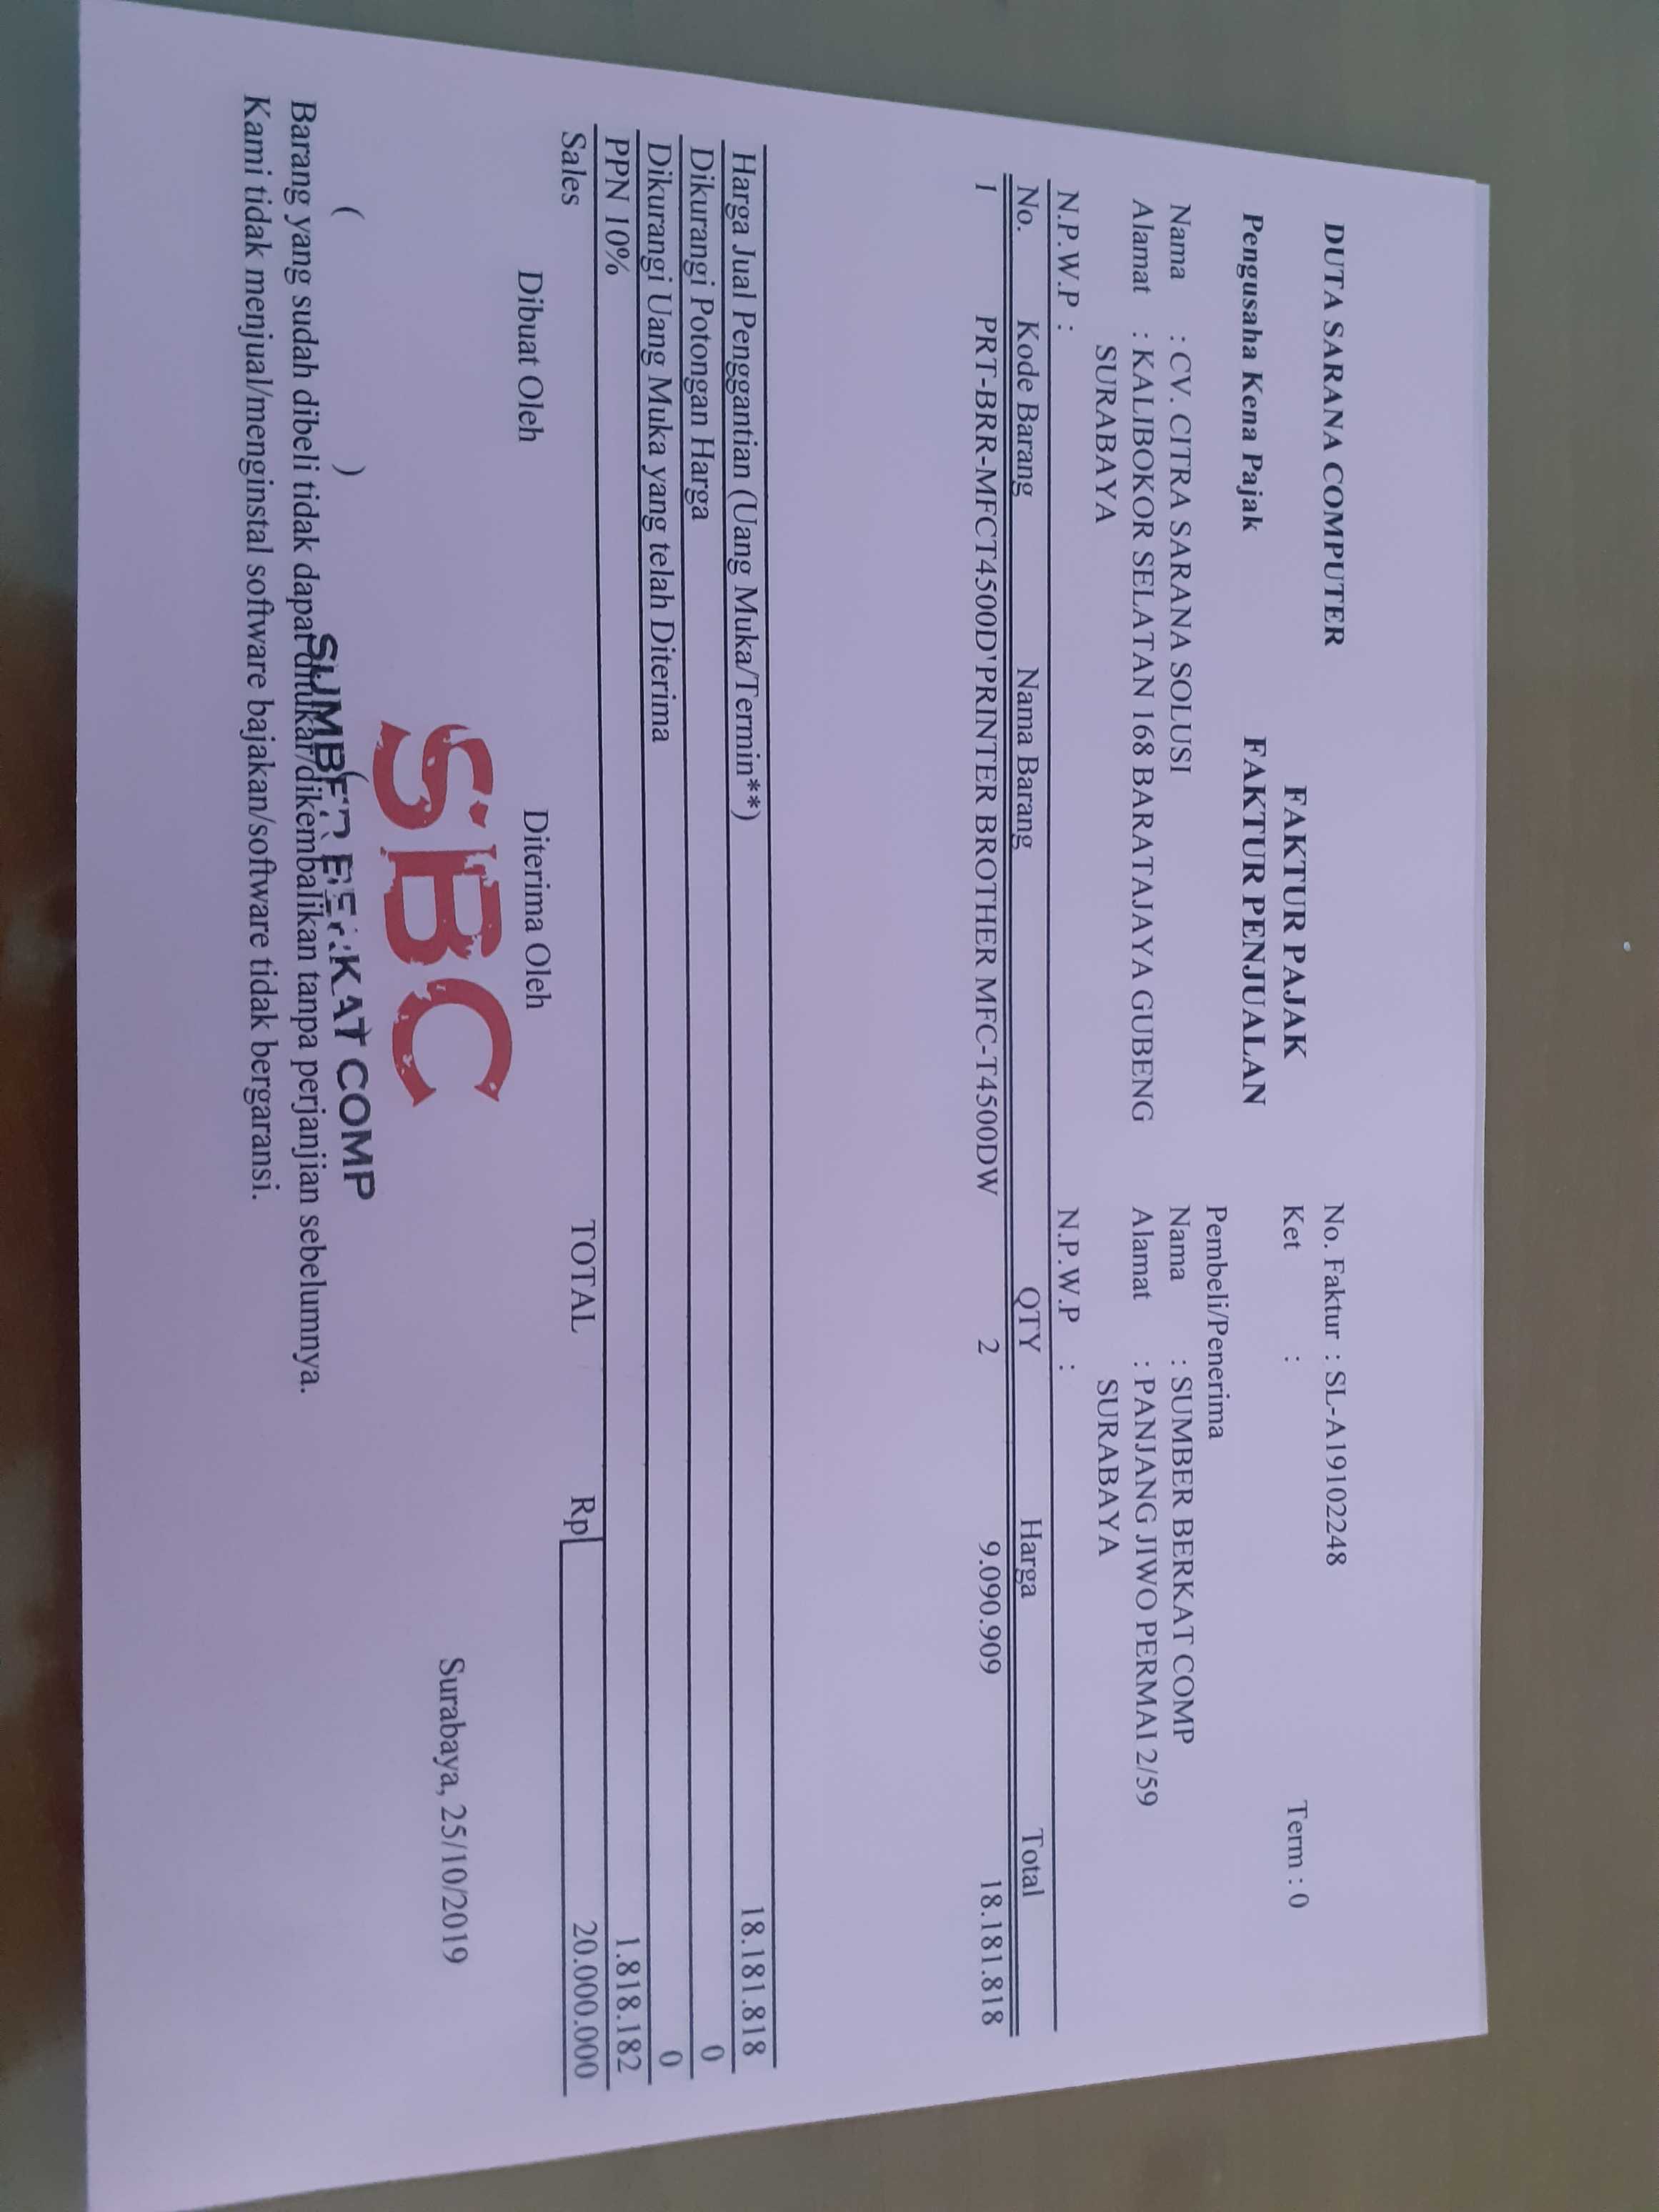 DUTA SARANA COMPUTER
No. Faktur : SL-A19102248
FAKTUR PAJAK
Ket : Term : 0
Pengusaha Kena Pajak FAKTUR PENJUALAN
Pembeli/Penerima
Nama : CV. CITRA SARANA SOLUSI Nama : SUMBER BERKAT COMP
Alamat : KALIBOKOR SELATAN 168 BARATAJAYA GUBENG Alamat : PANJANG JIWO PERMAI 2/59
SURABAYA SURABAYA
N.P.W.P : N.P.W.P :
No. Kode Barang Nama Barang QTY Harga Total
1 PRT-BRR-MFCT4500D'PRINTER BROTHER MFC-T4500DW 2 9.090.909 18.181.818
Harga Jual Penggantian (Uang Muka/Termin**) 18.181.818
Dikurangi Potongan Harga 0
Dikurangi Uang Muka yang telah Diterima 0
PPN 10% 1.818.182
Sales TOTAL Rp 20.000.000
Dibuat Oleh Diterima Oleh
SBC
Surabaya, 25/10/2019
( ) (
SUMBER BERKAT COMP
Barang yang sudah dibeli tidak dapat ditukar/dikembalikan tanpa perjanjian sebelumnya.
Kami tidak menjual/menginstal software bajakan/software tidak bergaransi.